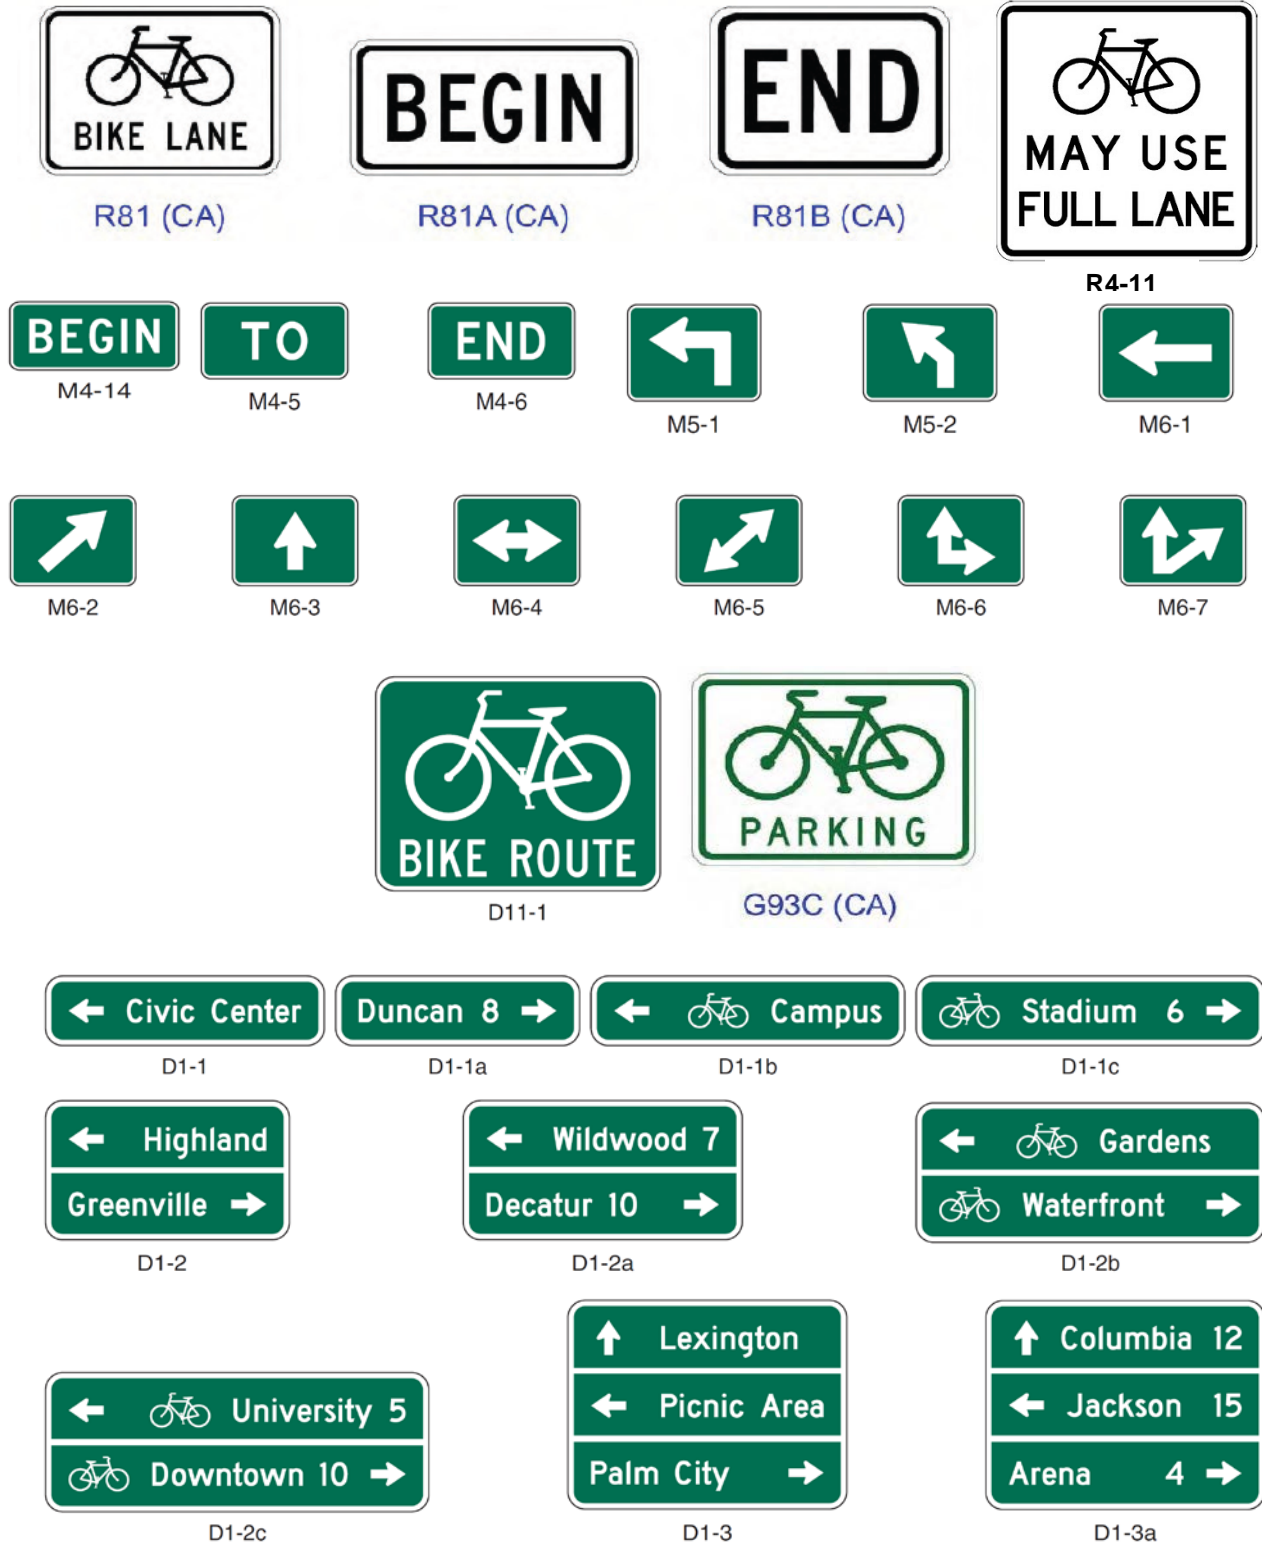 BIKE LANE
R81 (CA)
BEGIN
R81A (CA)
END
R81B (CA)
MAY USE
FULL LANE
R4-11
BEGIN
M4-14
TO
M4-5
END
M4-6
M5-1
M5-2
M6-1
M6-2
M6-3
M6-4
M6-5
M6-6
M6-7
BIKE ROUTE
D11-1
PARKING
G93C (CA)
Civic Center
D1-1
Duncan 8
D1-1a
Campus
D1-1b
Stadium 6
D1-1c
Highland
Greenville
D1-2
Wildwood 7
Decatur 10
D1-2a
Gardens
Waterfront
D1-2b
University 5
Downtown 10
D1-2c
Lexington
Picnic Area
Palm City
D1-3
Columbia 12
Jackson 15
Arena 4
D1-3a